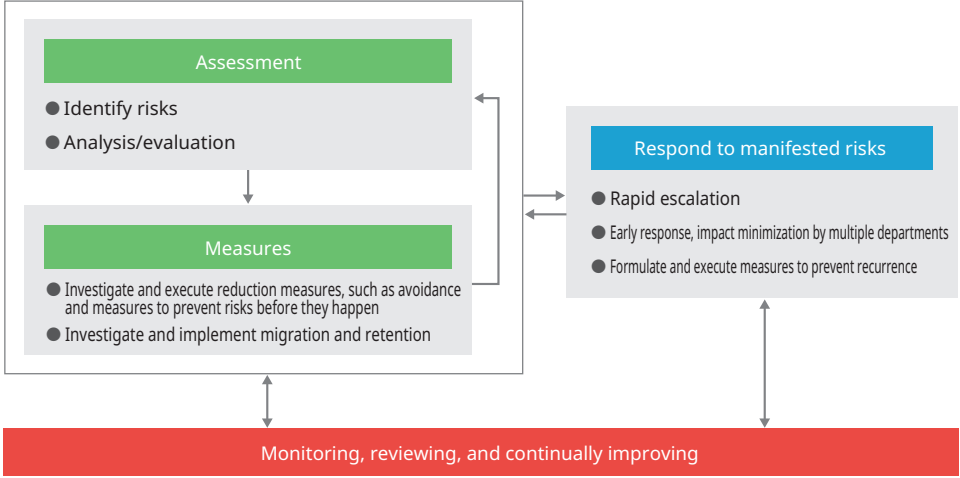 Assessment
● Identify risks
● Analysis/evaluation
Measures
● Investigate and execute reduction measures, such as avoidance
and measures to prevent risks before they happen
● Investigate and implement migration and retention
Respond to manifested risks
● Rapid escalation
● Early response, impact minimization by multiple departments
● Formulate and execute measures to prevent recurrence
Monitoring, reviewing, and continually improving